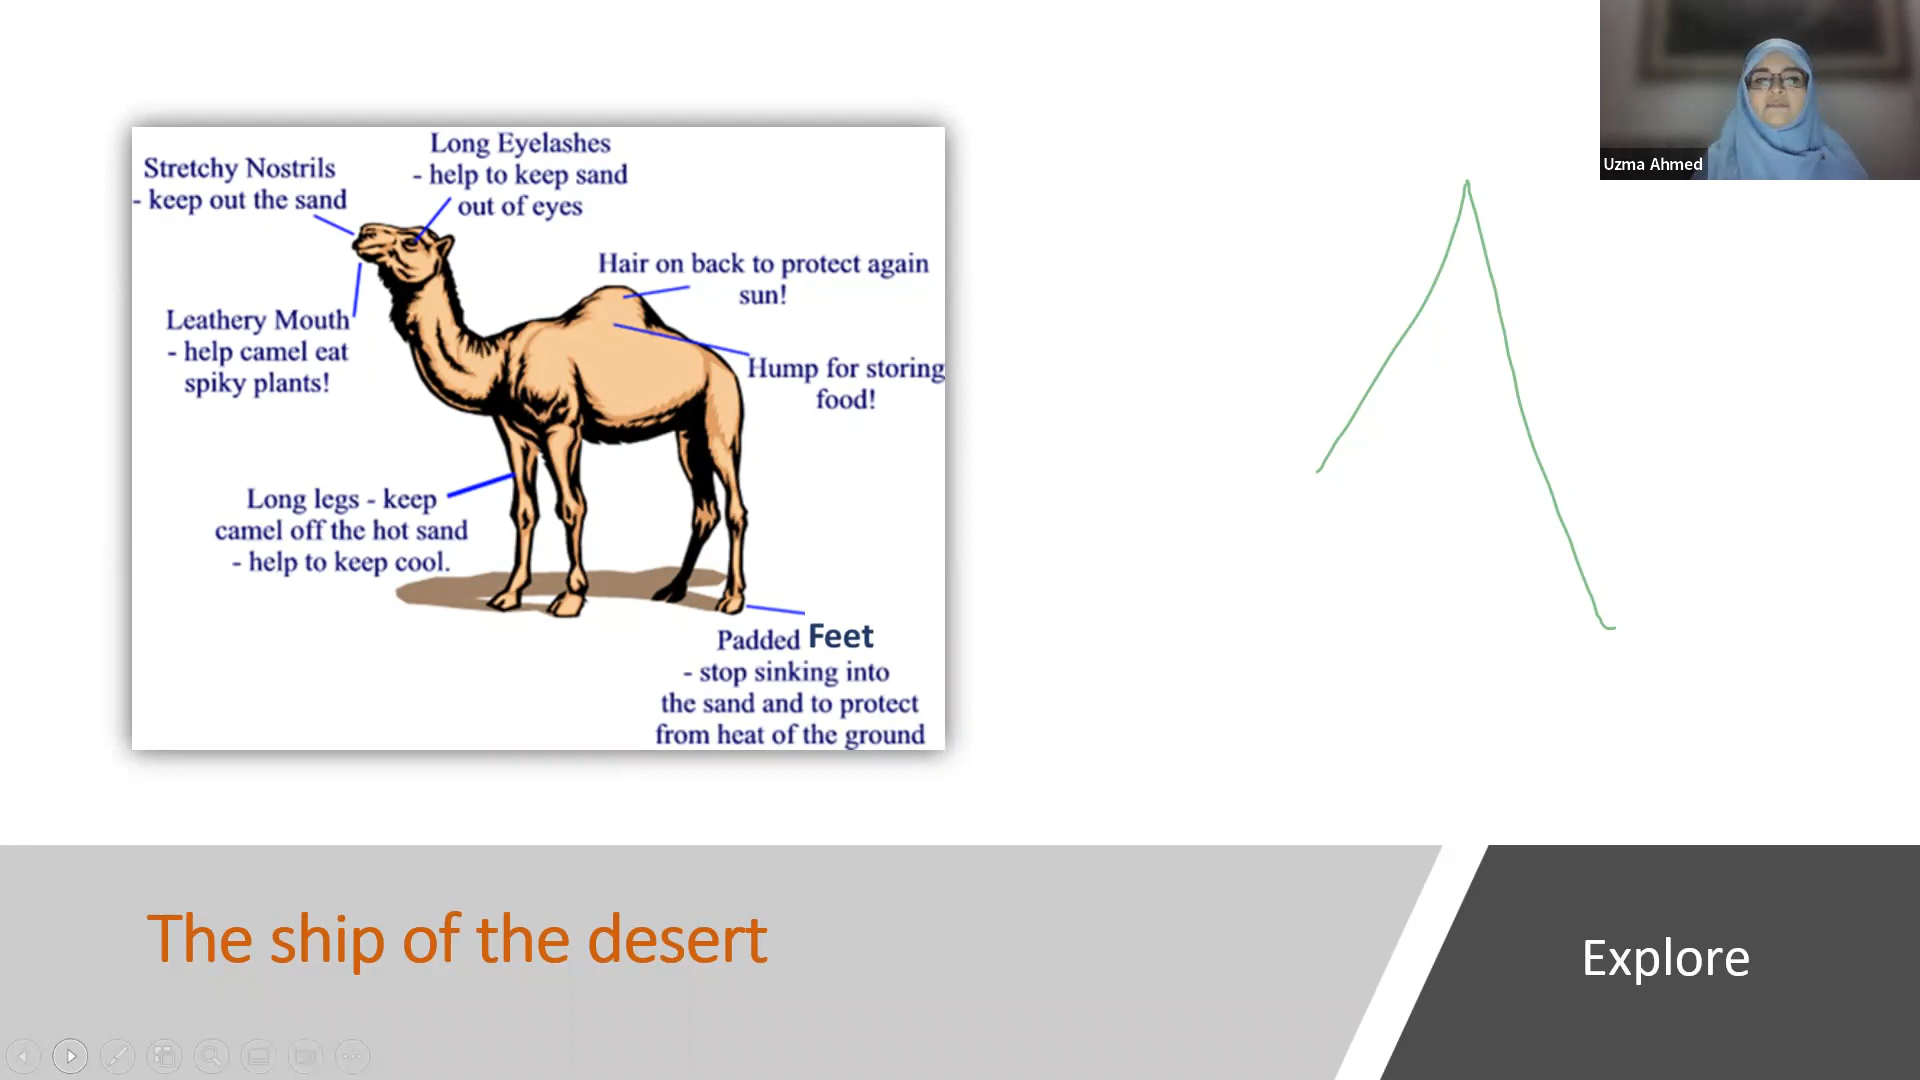 Stretchy Nostrils
- keep out the sand
Long Eyelashes
- help to keep sand
out of eyes
Hair on back to protect again
sun!
Leathery Mouth
- help camel eat
spiky plants!
Hump for storing
food!
Long legs - keep
camel off the hot sand
- help to keep cool.
Padded Feet
- stop sinking into
the sand and to protect
from heat of the ground
Uzma Ahmed
The ship of the desert
Explore